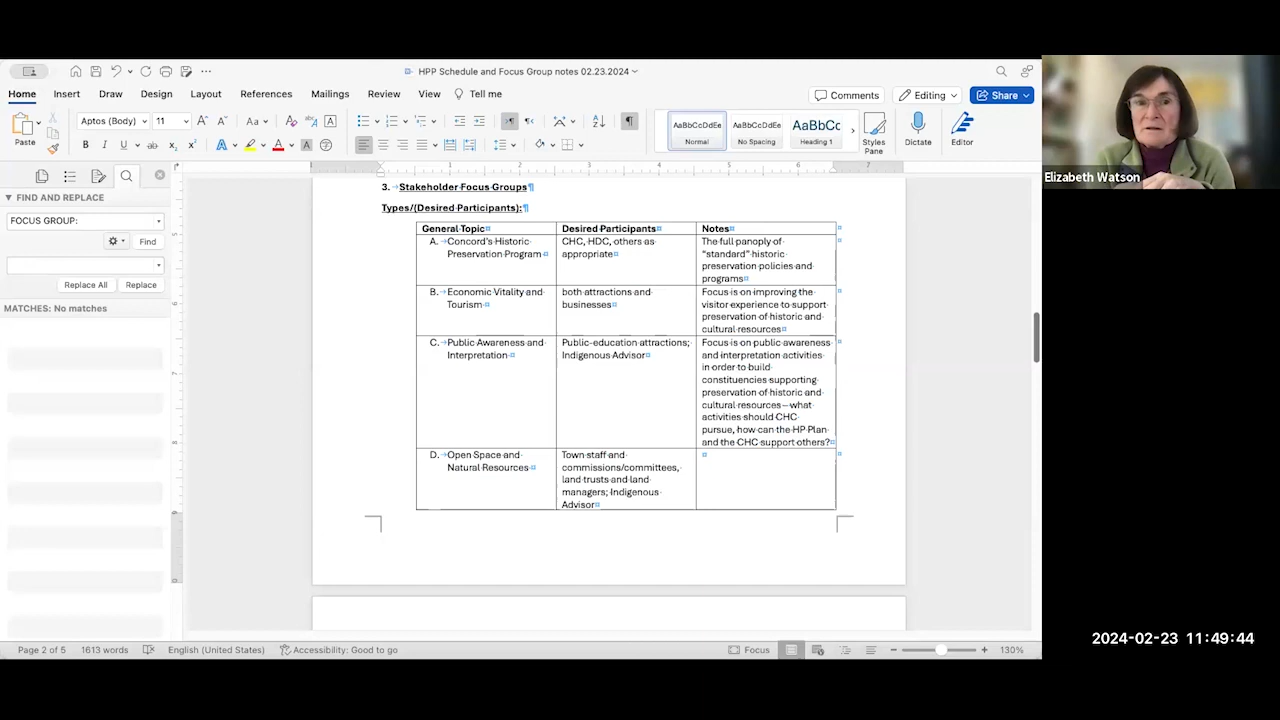 HPP Schedule and Focus Group notes 02.23.2024
Home Insert Draw Design Layout References Mailings Review View Tell me
Comments Editing Share
Paste
Aptos (Body) 11
AaBbCcDdEe AaBbCcDdEe AaBbCc
Normal No Spacing Heading 1
Styles Pane
Dictate
Editor
FIND AND REPLACE
FOCUS GROUP:
Find
Replace All Replace
MATCHES: No matches
3. Stakeholder Focus Groups
Types/(Desired Participants):
General Topic Desired Participants Notes
A. Concord's Historic
Preservation Program
CHC, HDC, others as
appropriate
The full panoply of
“standard” historic
preservation policies and
programs
B. Economic Vitality and
Tourism
both attractions and
businesses
Focus is on improving the
visitor experience to support
preservation of historic and
cultural resources
C. Public Awareness and
Interpretation
Public-education attractions;
Indigenous Advisor
Focus is on public awareness
and interpretation activities
in order to build
constituencies supporting
preservation of historic and
cultural resources – what
activities should CHC
pursue, how can the HP Plan
and the CHC support others?
D. Open Space and
Natural Resources
Town staff and
commissions/committees,
land trusts and land
managers; Indigenous
Advisor
Page 2 of 5 1613 words English (United States) Accessibility: Good to go Focus 130%
Elizabeth Watson
2024-02-23 11:49:44